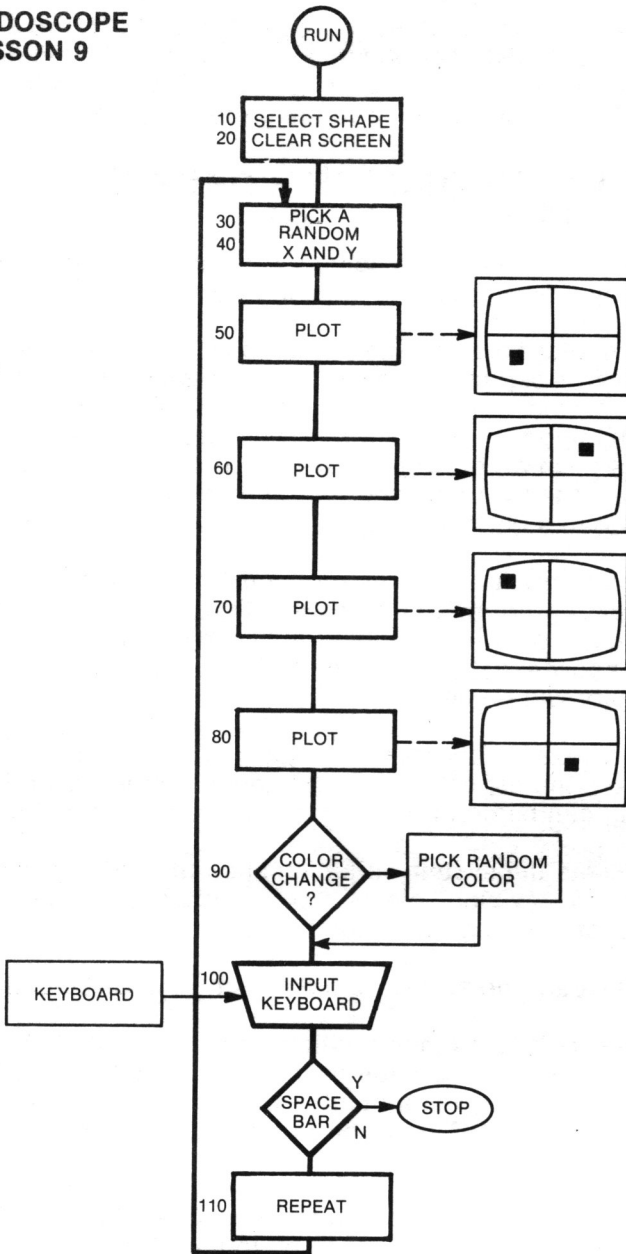 DOSCOPE
SSON 9
RUN
10 SELECT SHAPE
20 CLEAR SCREEN
30 PICK A
RANDOM
40 X AND Y
50 PLOT
60 PLOT
70 PLOT
80 PLOT
90 COLOR
CHANGE
?
PICK RANDOM
COLOR
KEYBOARD
100 INPUT
KEYBOARD
SPACE
BAR
Y
N
STOP
110 REPEAT